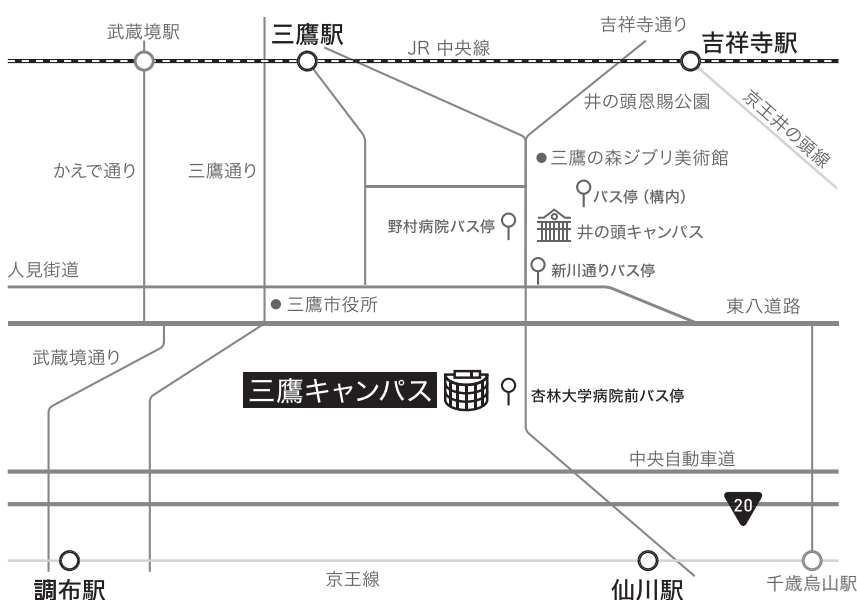 武蔵境駅
三鷹駅
JR 中央線
吉祥寺通り
吉祥寺駅
井の頭恩賜公園
京王井の頭線
かえで通り
三鷹通り
三鷹の森ジブリ美術館
バス停（構内）
野村病院バス停
井の頭キャンパス
人見街道
新川通りバス停
三鷹市役所
東八道路
武蔵境通り
三鷹キャンパス
杏林大学病院前バス停
中央自動車道
20
調布駅
京王線
仙川駅
千歳烏山駅